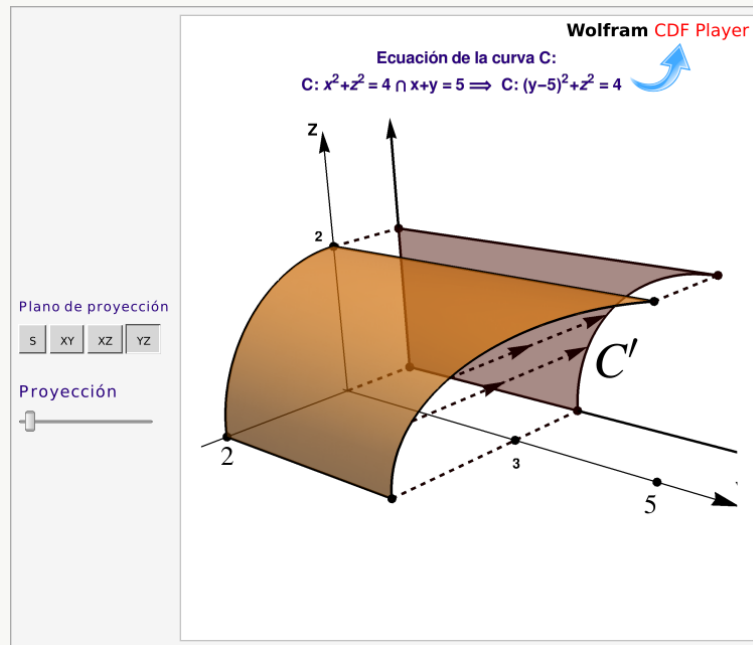 Wolfram CDF Player
Ecuación de la curva C:
C: x²+z² = 4 ∩ x+y = 5 ⟹ C: (y−5)²+z² = 4
z
2
Plano de proyección
S XY XZ YZ
C′
Proyección
2
3
5